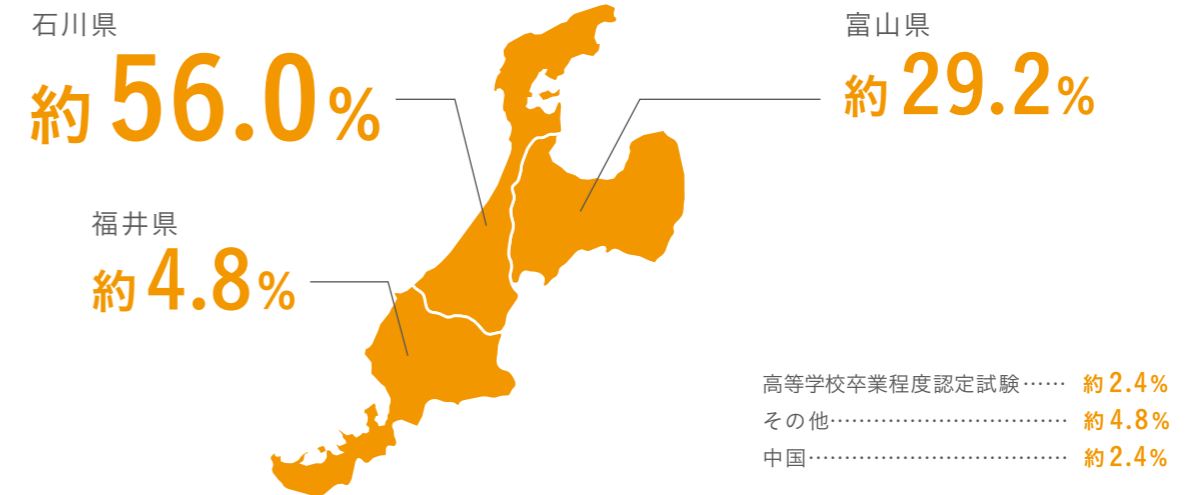 石川県
約56.0%
富山県
約29.2%
福井県
約4.8%
高等学校卒業程度認定試験…… 約2.4%
その他…………………………… 約4.8%
中国……………………………… 約2.4%